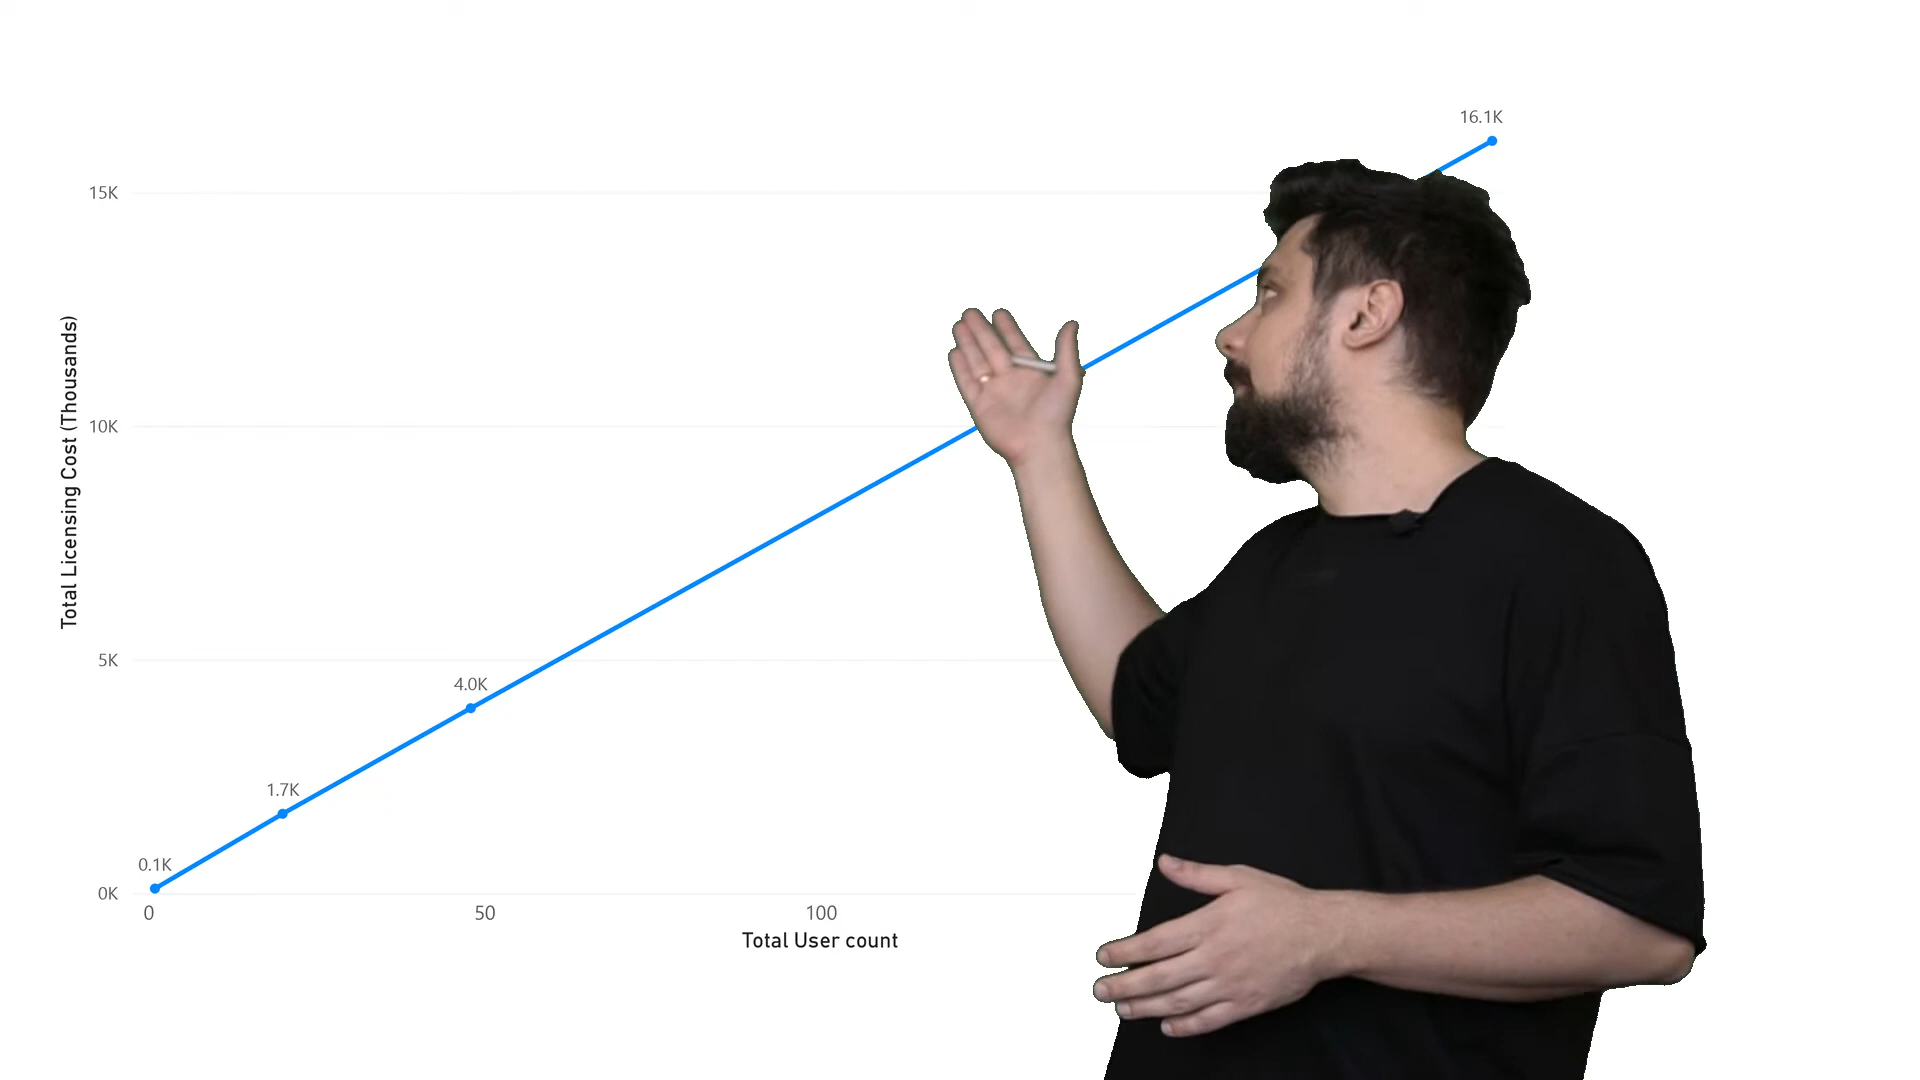 16.1K
15K
10K
5K
4.0K
1.7K
0.1K
0K
0
50
100
Total User count
Total Licensing Cost (Thousands)